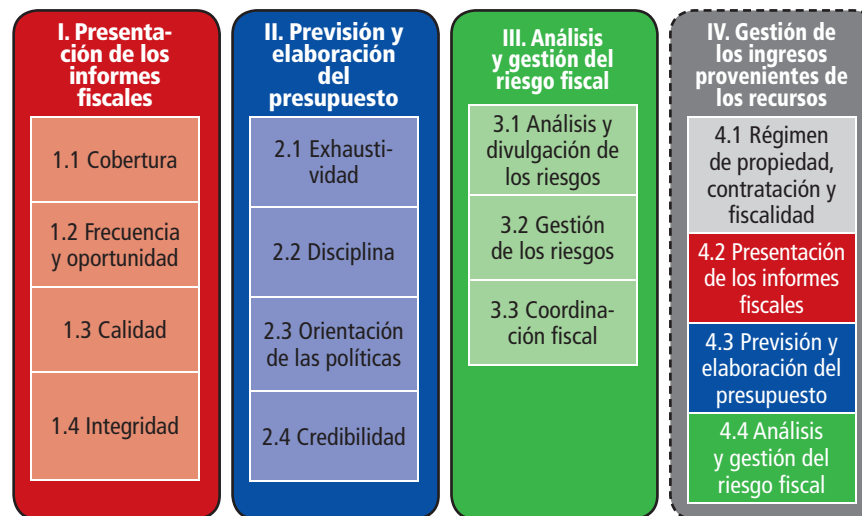 I. Presenta-
ción de los
informes
fiscales
1.1 Cobertura
1.2 Frecuencia
y oportunidad
1.3 Calidad
1.4 Integridad
II. Previsión y
elaboración
del
presupuesto
2.1 Exhausti-
vidad
2.2 Disciplina
2.3 Orientación
de las políticas
2.4 Credibilidad
III. Análisis
y gestión del
riesgo fiscal
3.1 Análisis y
divulgación de
los riesgos
3.2 Gestión
de los riesgos
3.3 Coordina-
ción fiscal
IV. Gestión de
los ingresos
provenientes de
los recursos
4.1 Régimen
de propiedad,
contratación y
fiscalidad
4.2 Presentación
de los informes
fiscales
4.3 Previsión y
elaboración del
presupuesto
4.4 Análisis
y gestión del
riesgo fiscal